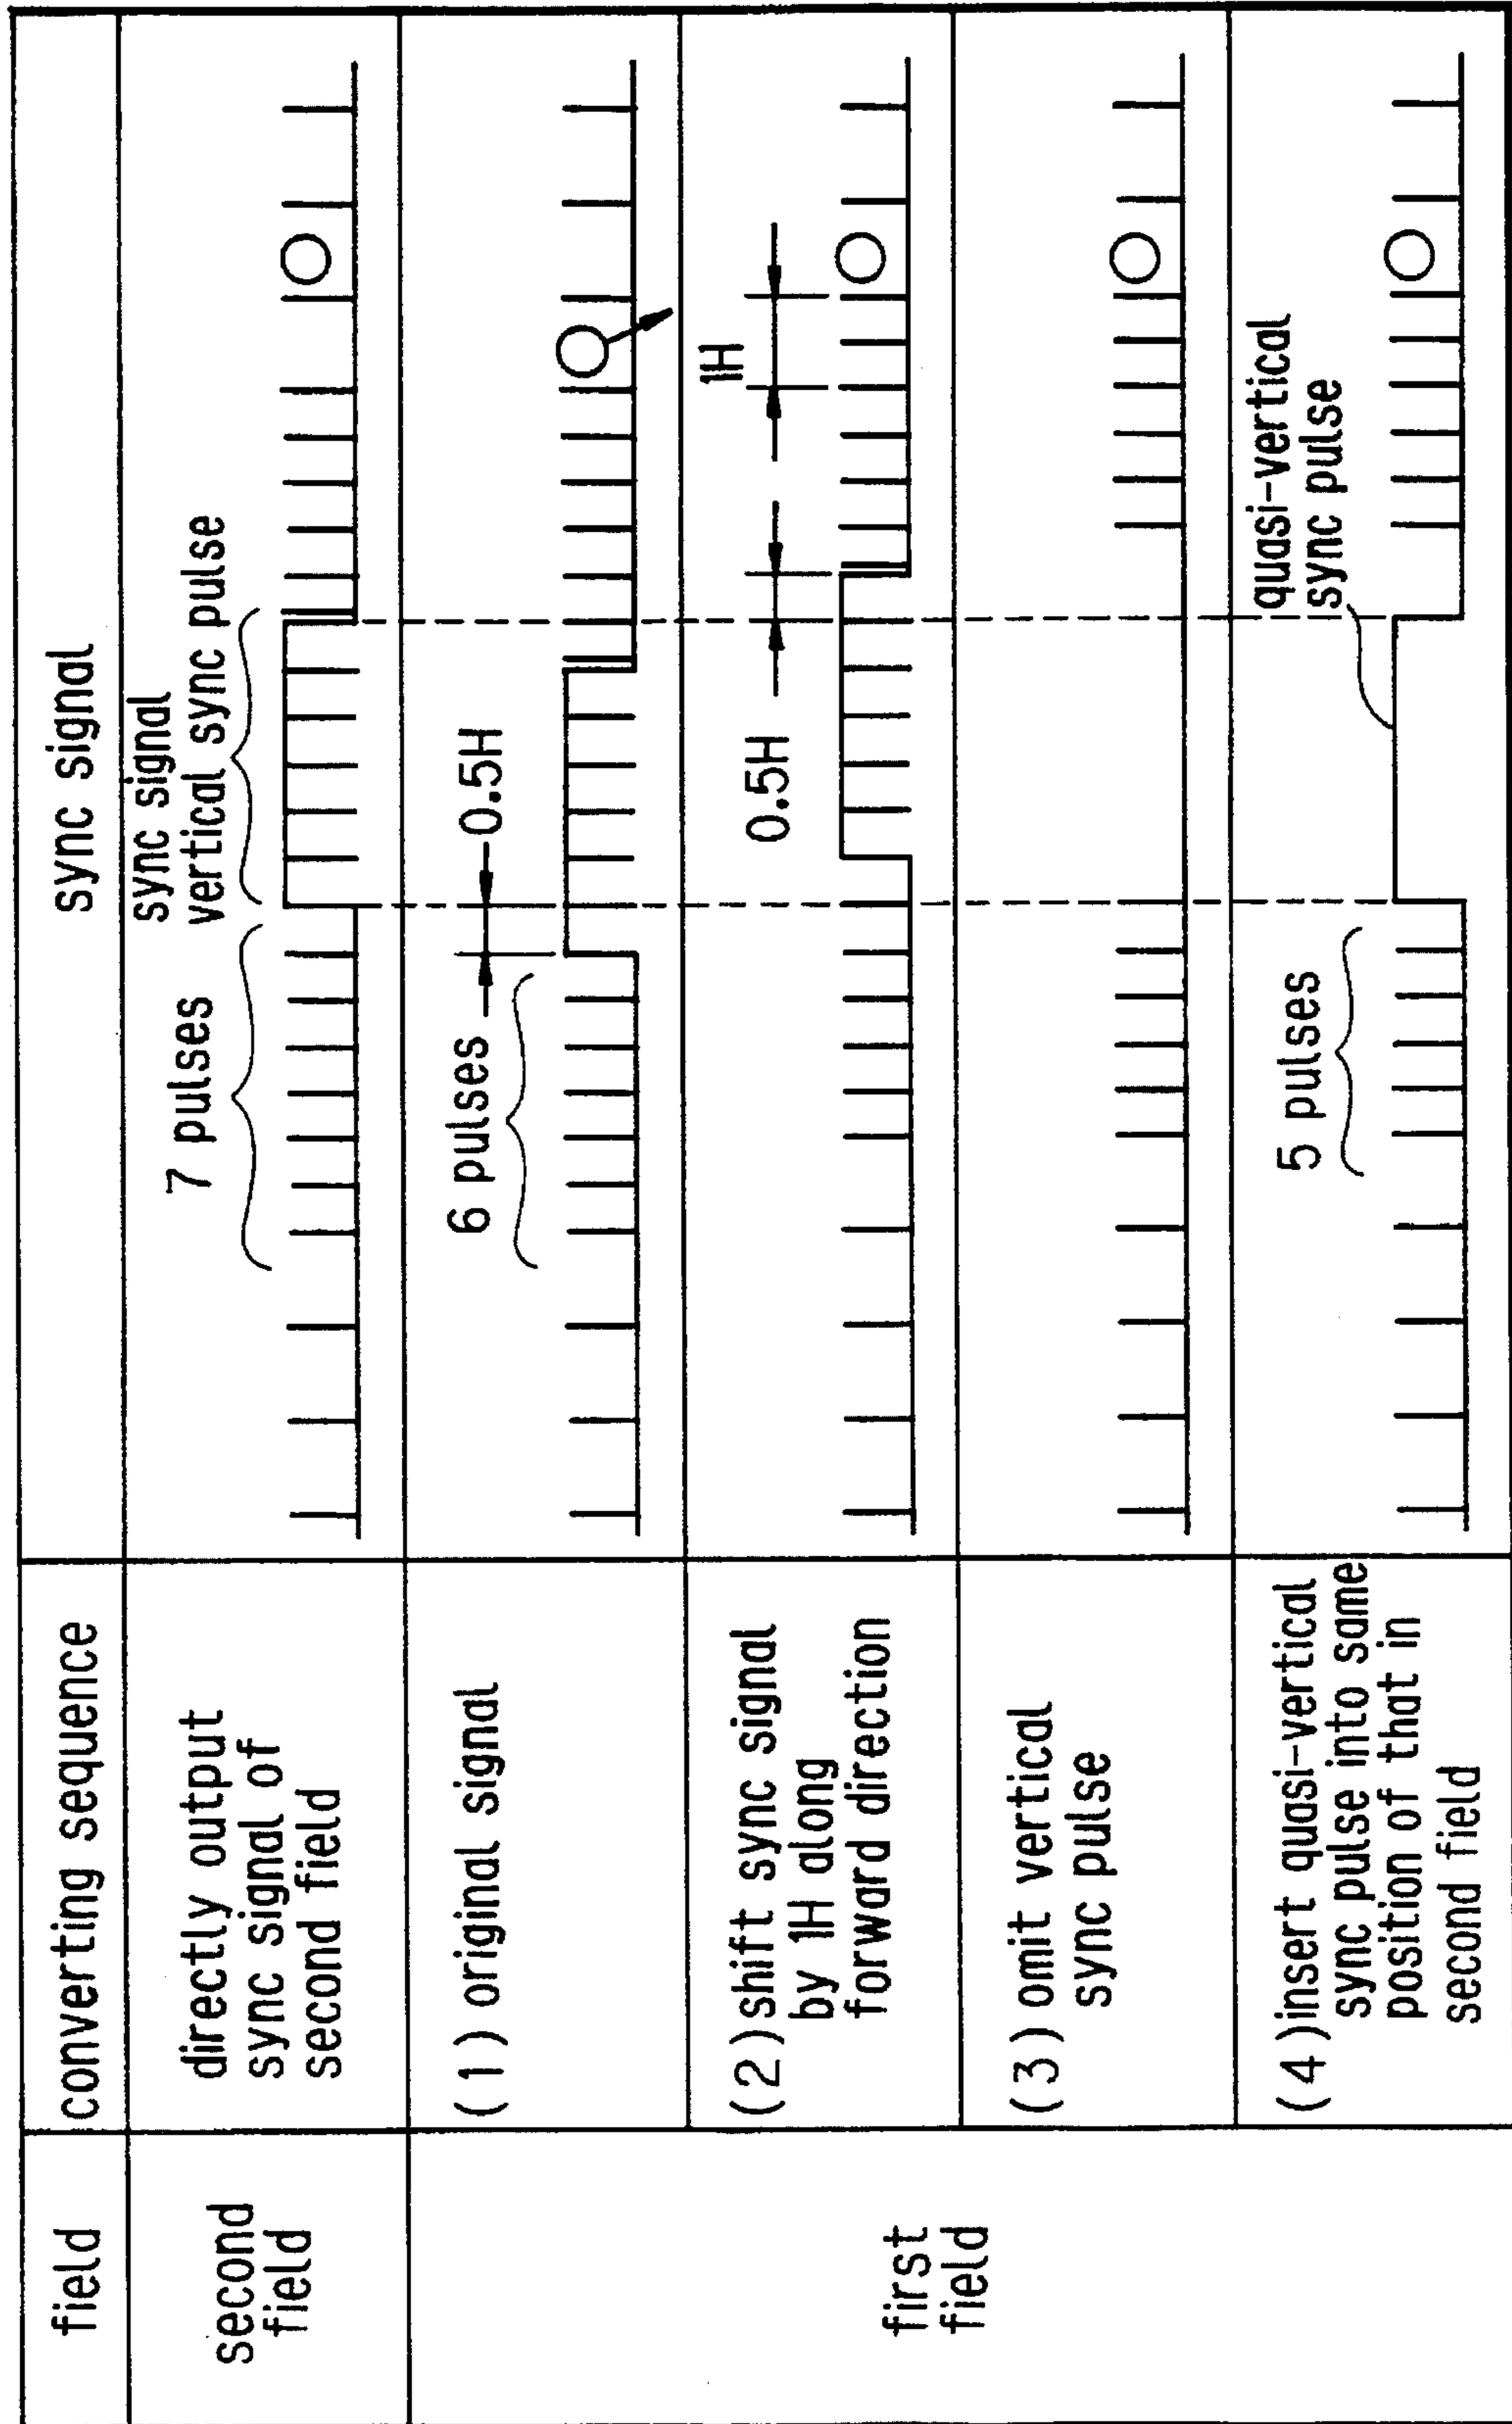 field
converting sequence
sync signal
second
field
directly output
sync signal of
second field
7 pulses
sync signal
vertical sync pulse
first
field
(1) original signal
6 pulses
0.5H
(2) shift sync signal
by 1H along
forward direction
0.5H
1H
(3) omit vertical
sync pulse
(4) insert quasi-vertical
sync pulse into same
position of that in
second field
5 pulses
quasi-vertical
sync pulse